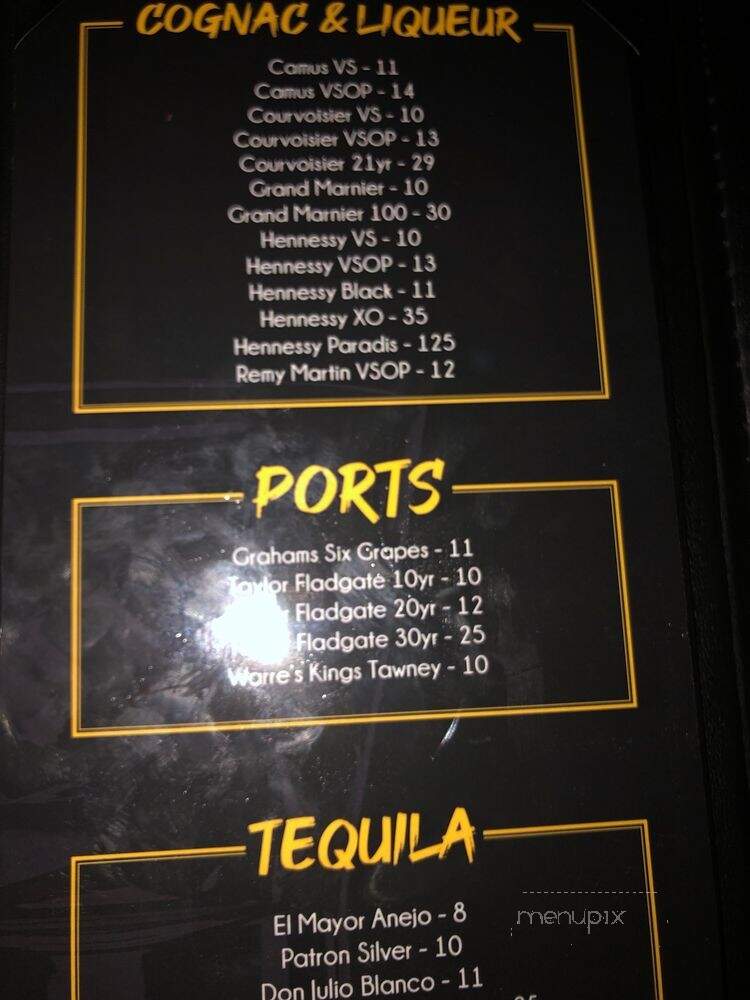 COGNAC & LIQUEUR
Camus VS - 11
Camus VSOP - 14
Courvoisier VS - 10
Courvoisier VSOP - 13
Courvoisier 21yr - 29
Grand Marnier - 10
Grand Marnier 100 - 30
Hennessy VS - 10
Hennessy VSOP - 13
Hennessy Black - 11
Hennessy XO - 35
Hennessy Paradis - 125
Remy Martin VSOP - 12
PORTS
Grahams Six Grapes - 11
Taylor Fladgate 10yr - 10
Fladgate 20yr - 12
Fladgate 30yr - 25
Warre's Kings Tawney - 10
TEQUILA
El Mayor Anejo - 8
Patron Silver - 10
Don Julio Blanco - 11
menupix